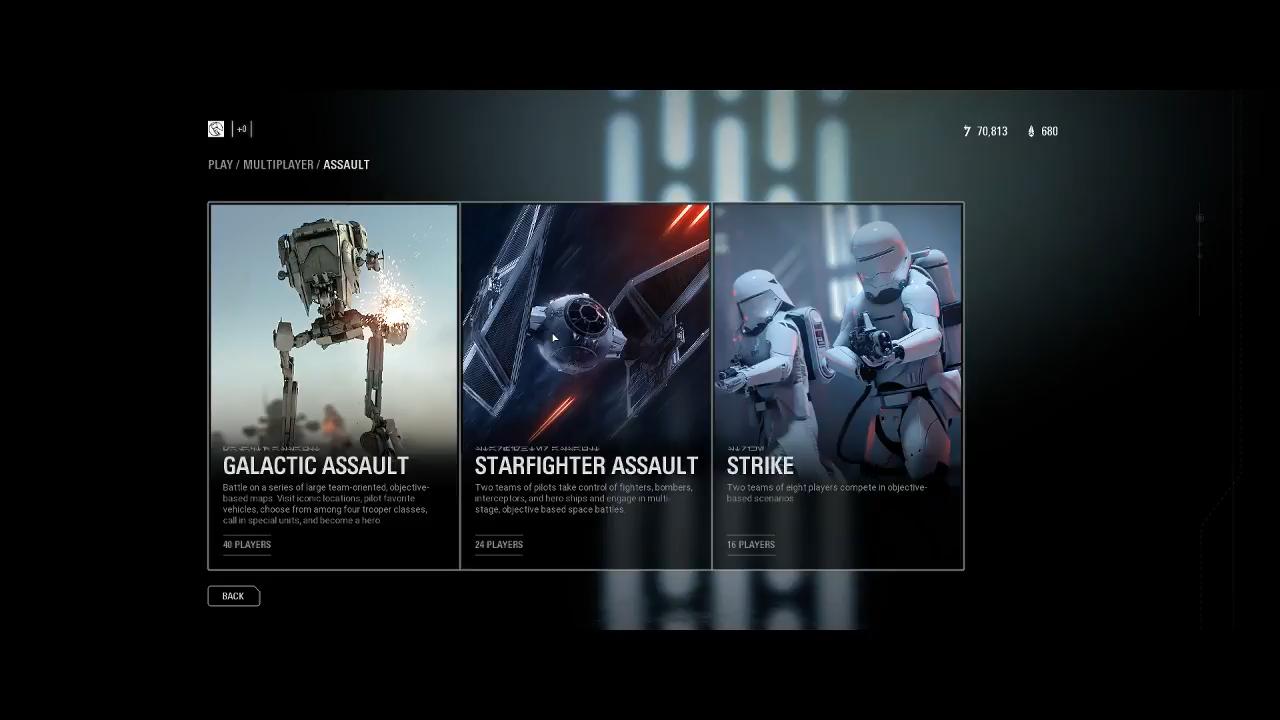 +0
70,813
680
PLAY / MULTIPLAYER / ASSAULT
GALACTIC ASSAULT
Battle on a series of large team-oriented, objective-
based maps. Visit iconic locations, pilot favorite
vehicles, choose from among four trooper classes,
call in special units, and become a hero
40 PLAYERS
STARFIGHTER ASSAULT
Two teams of pilots take control of fighters, bombers,
interceptors, and hero ships and engage in multi-
stage, objective based space battles.
24 PLAYERS
STRIKE
Two teams of eight players compete in objective-
based scenarios
16 PLAYERS
BACK